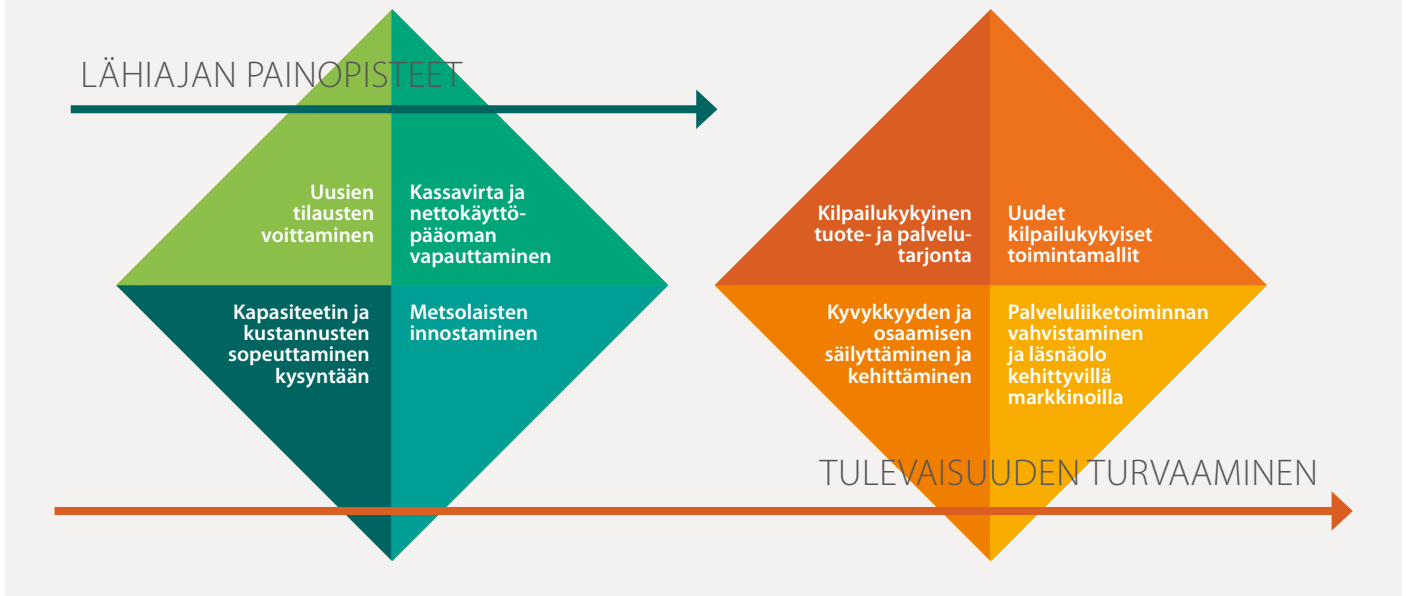 LÄHIAJAN PAINOPISTEET
Uusien
tilausten
voittaminen
Kassavirta ja
nettokäyttö-
pääoman
vapauttaminen
Kapasiteetin ja
kustannusten
sopeuttaminen
kysyntään
Metsolaisten
innostaminen
Kilpailukykyinen
tuote- ja palvelu-
tarjonta
Uudet
kilpailukykyiset
toimintamallit
Kyvykkyyden ja
osaamisen
säilyttäminen ja
kehittäminen
Palveluliiketoiminnan
vahvistaminen
ja läsnäolo
kehittyvillä
markkinoilla
TULEVAISUUDEN TURVAAMINEN